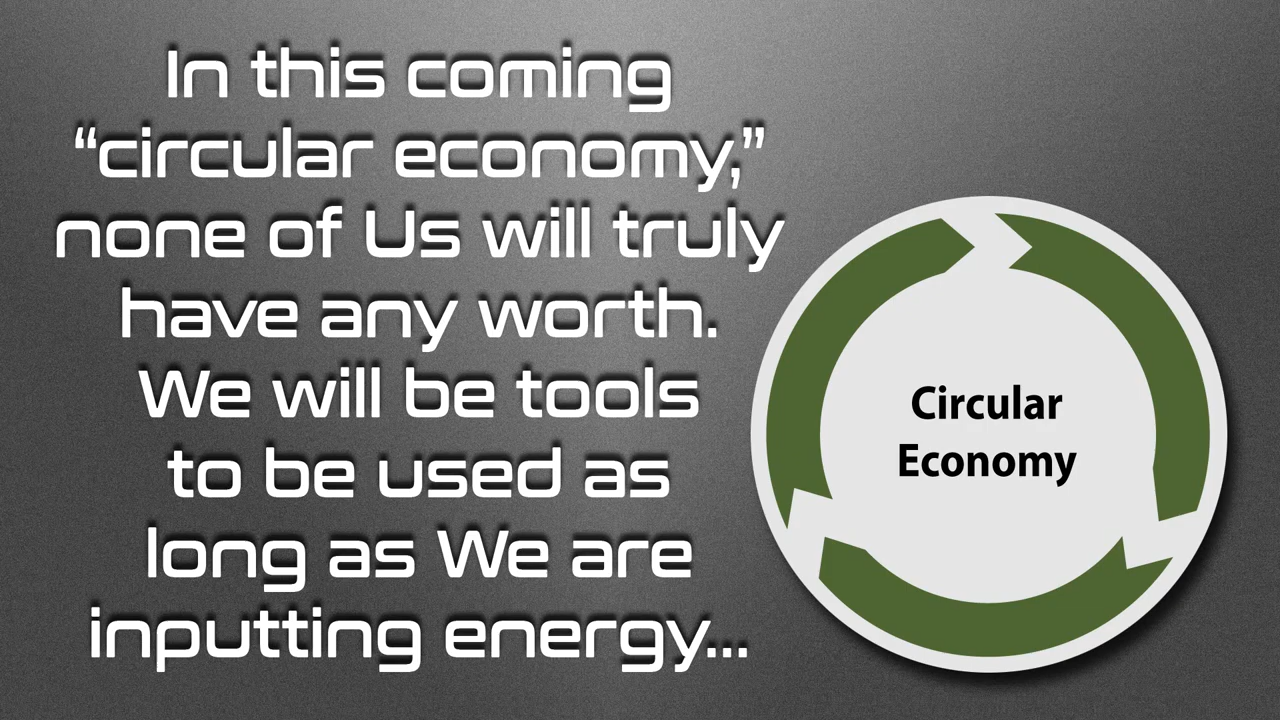 In this coming
“circular economy,”
none of Us will truly
have any worth.
We will be tools
to be used as
long as We are
inputting energy...
Circular
Economy